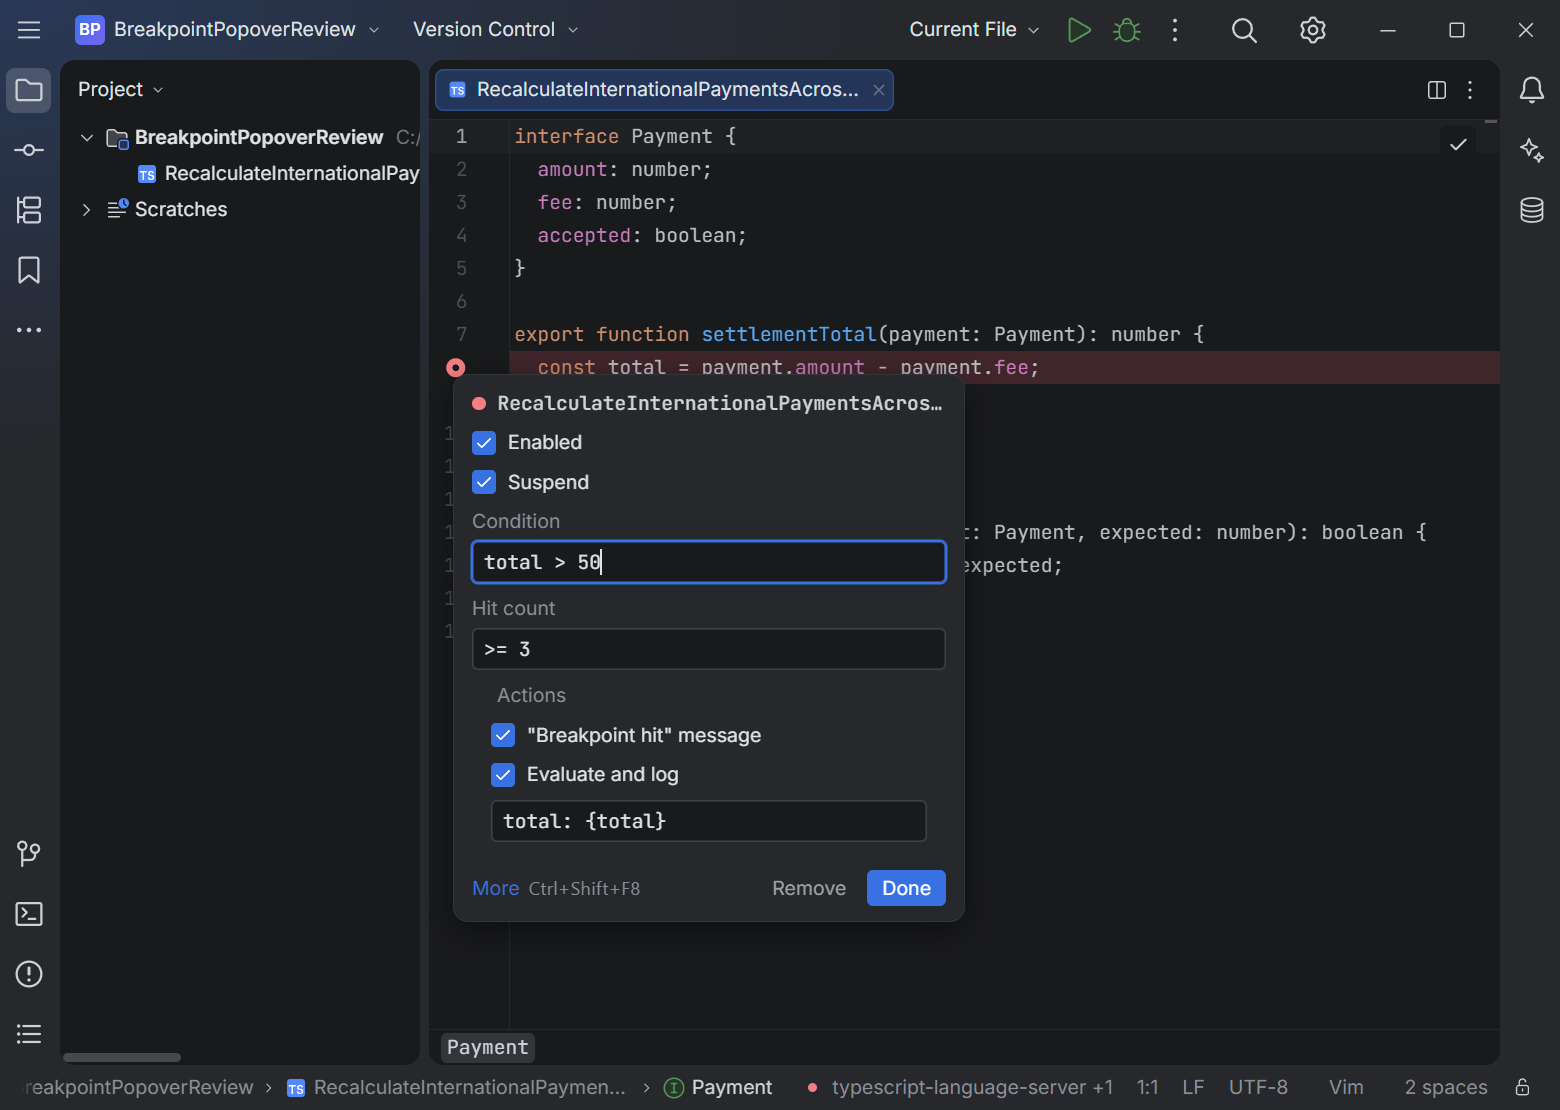 BP BreakpointPopoverReview Version Control Current File
Project
BreakpointPopoverReview C:/
TS RecalculateInternationalPay
Scratches
TS RecalculateInternationalPaymentsAcros...
1 interface Payment {
2 amount: number;
3 fee: number;
4 accepted: boolean;
5 }
6
7 export function settlementTotal(payment: Payment): number {
const total = payment.amount - payment.fee;
RecalculateInternationalPaymentsAcros…
Enabled
Suspend
Condition
: Payment, expected: number): boolean {
total > 50
expected;
Hit count
>= 3
Actions
"Breakpoint hit" message
Evaluate and log
total: {total}
More Ctrl+Shift+F8 Remove Done
Payment
reakpointPopoverReview TS RecalculateInternationalPaymen... I Payment typescript-language-server +1 1:1 LF UTF-8 Vim 2 spaces